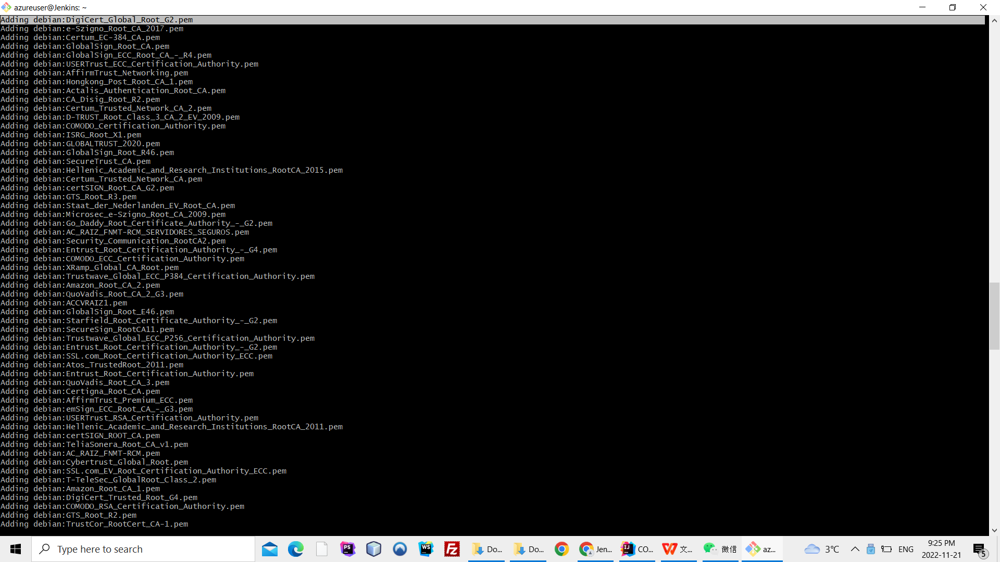 azureuser@Jenkins: ~
Adding debian:DigiCert_Global_Root_G2.pem
Adding debian:e-Szigno_Root_CA_2017.pem
Adding debian:Certum_EC-384_CA.pem
Adding debian:GlobalSign_Root_CA.pem
Adding debian:GlobalSign_ECC_Root_CA_-_R4.pem
Adding debian:USERTrust_ECC_Certification_Authority.pem
Adding debian:AffirmTrust_Networking.pem
Adding debian:Hongkong_Post_Root_CA_1.pem
Adding debian:Actalis_Authentication_Root_CA.pem
Adding debian:CA_Disig_Root_R2.pem
Adding debian:Certum_Trusted_Network_CA_2.pem
Adding debian:D-TRUST_Root_Class_3_CA_2_EV_2009.pem
Adding debian:COMODO_Certification_Authority.pem
Adding debian:ISRG_Root_X1.pem
Adding debian:GLOBALTRUST_2020.pem
Adding debian:GlobalSign_Root_R46.pem
Adding debian:SecureTrust_CA.pem
Adding debian:Hellenic_Academic_and_Research_Institutions_RootCA_2015.pem
Adding debian:Certum_Trusted_Network_CA.pem
Adding debian:certSIGN_Root_CA_G2.pem
Adding debian:GTS_Root_R3.pem
Adding debian:Staat_der_Nederlanden_EV_Root_CA.pem
Adding debian:Microsec_e-Szigno_Root_CA_2009.pem
Adding debian:Go_Daddy_Root_Certificate_Authority_-_G2.pem
Adding debian:AC_RAIZ_FNMT-RCM_SERVIDORES_SEGUROS.pem
Adding debian:Security_Communication_RootCA2.pem
Adding debian:Entrust_Root_Certification_Authority_-_G4.pem
Adding debian:COMODO_ECC_Certification_Authority.pem
Adding debian:XRamp_Global_CA_Root.pem
Adding debian:Trustwave_Global_ECC_P384_Certification_Authority.pem
Adding debian:Amazon_Root_CA_2.pem
Adding debian:QuoVadis_Root_CA_2_G3.pem
Adding debian:ACCVRAIZ1.pem
Adding debian:GlobalSign_Root_E46.pem
Adding debian:Starfield_Root_Certificate_Authority_-_G2.pem
Adding debian:SecureSign_RootCA11.pem
Adding debian:Trustwave_Global_ECC_P256_Certification_Authority.pem
Adding debian:Entrust_Root_Certification_Authority_-_G2.pem
Adding debian:SSL.com_Root_Certification_Authority_ECC.pem
Adding debian:Atos_TrustedRoot_2011.pem
Adding debian:Entrust_Root_Certification_Authority.pem
Adding debian:QuoVadis_Root_CA_3.pem
Adding debian:Certigna_Root_CA.pem
Adding debian:AffirmTrust_Premium_ECC.pem
Adding debian:emSign_ECC_Root_CA_-_G3.pem
Adding debian:USERTrust_RSA_Certification_Authority.pem
Adding debian:Hellenic_Academic_and_Research_Institutions_RootCA_2011.pem
Adding debian:certSIGN_ROOT_CA.pem
Adding debian:TeliaSonera_Root_CA_v1.pem
Adding debian:AC_RAIZ_FNMT-RCM.pem
Adding debian:Cybertrust_Global_Root.pem
Adding debian:SSL.com_EV_Root_Certification_Authority_ECC.pem
Adding debian:T-TeleSec_GlobalRoot_Class_2.pem
Adding debian:Amazon_Root_CA_1.pem
Adding debian:DigiCert_Trusted_Root_G4.pem
Adding debian:COMODO_RSA_Certification_Authority.pem
Adding debian:GTS_Root_R2.pem
Adding debian:TrustCor_RootCert_CA-1.pem
Type here to search PS WS Fz Do... Do... Jen... IJ CO... 文... 微信 az... 3°C ENG 9:25 PM 5
2022-11-21